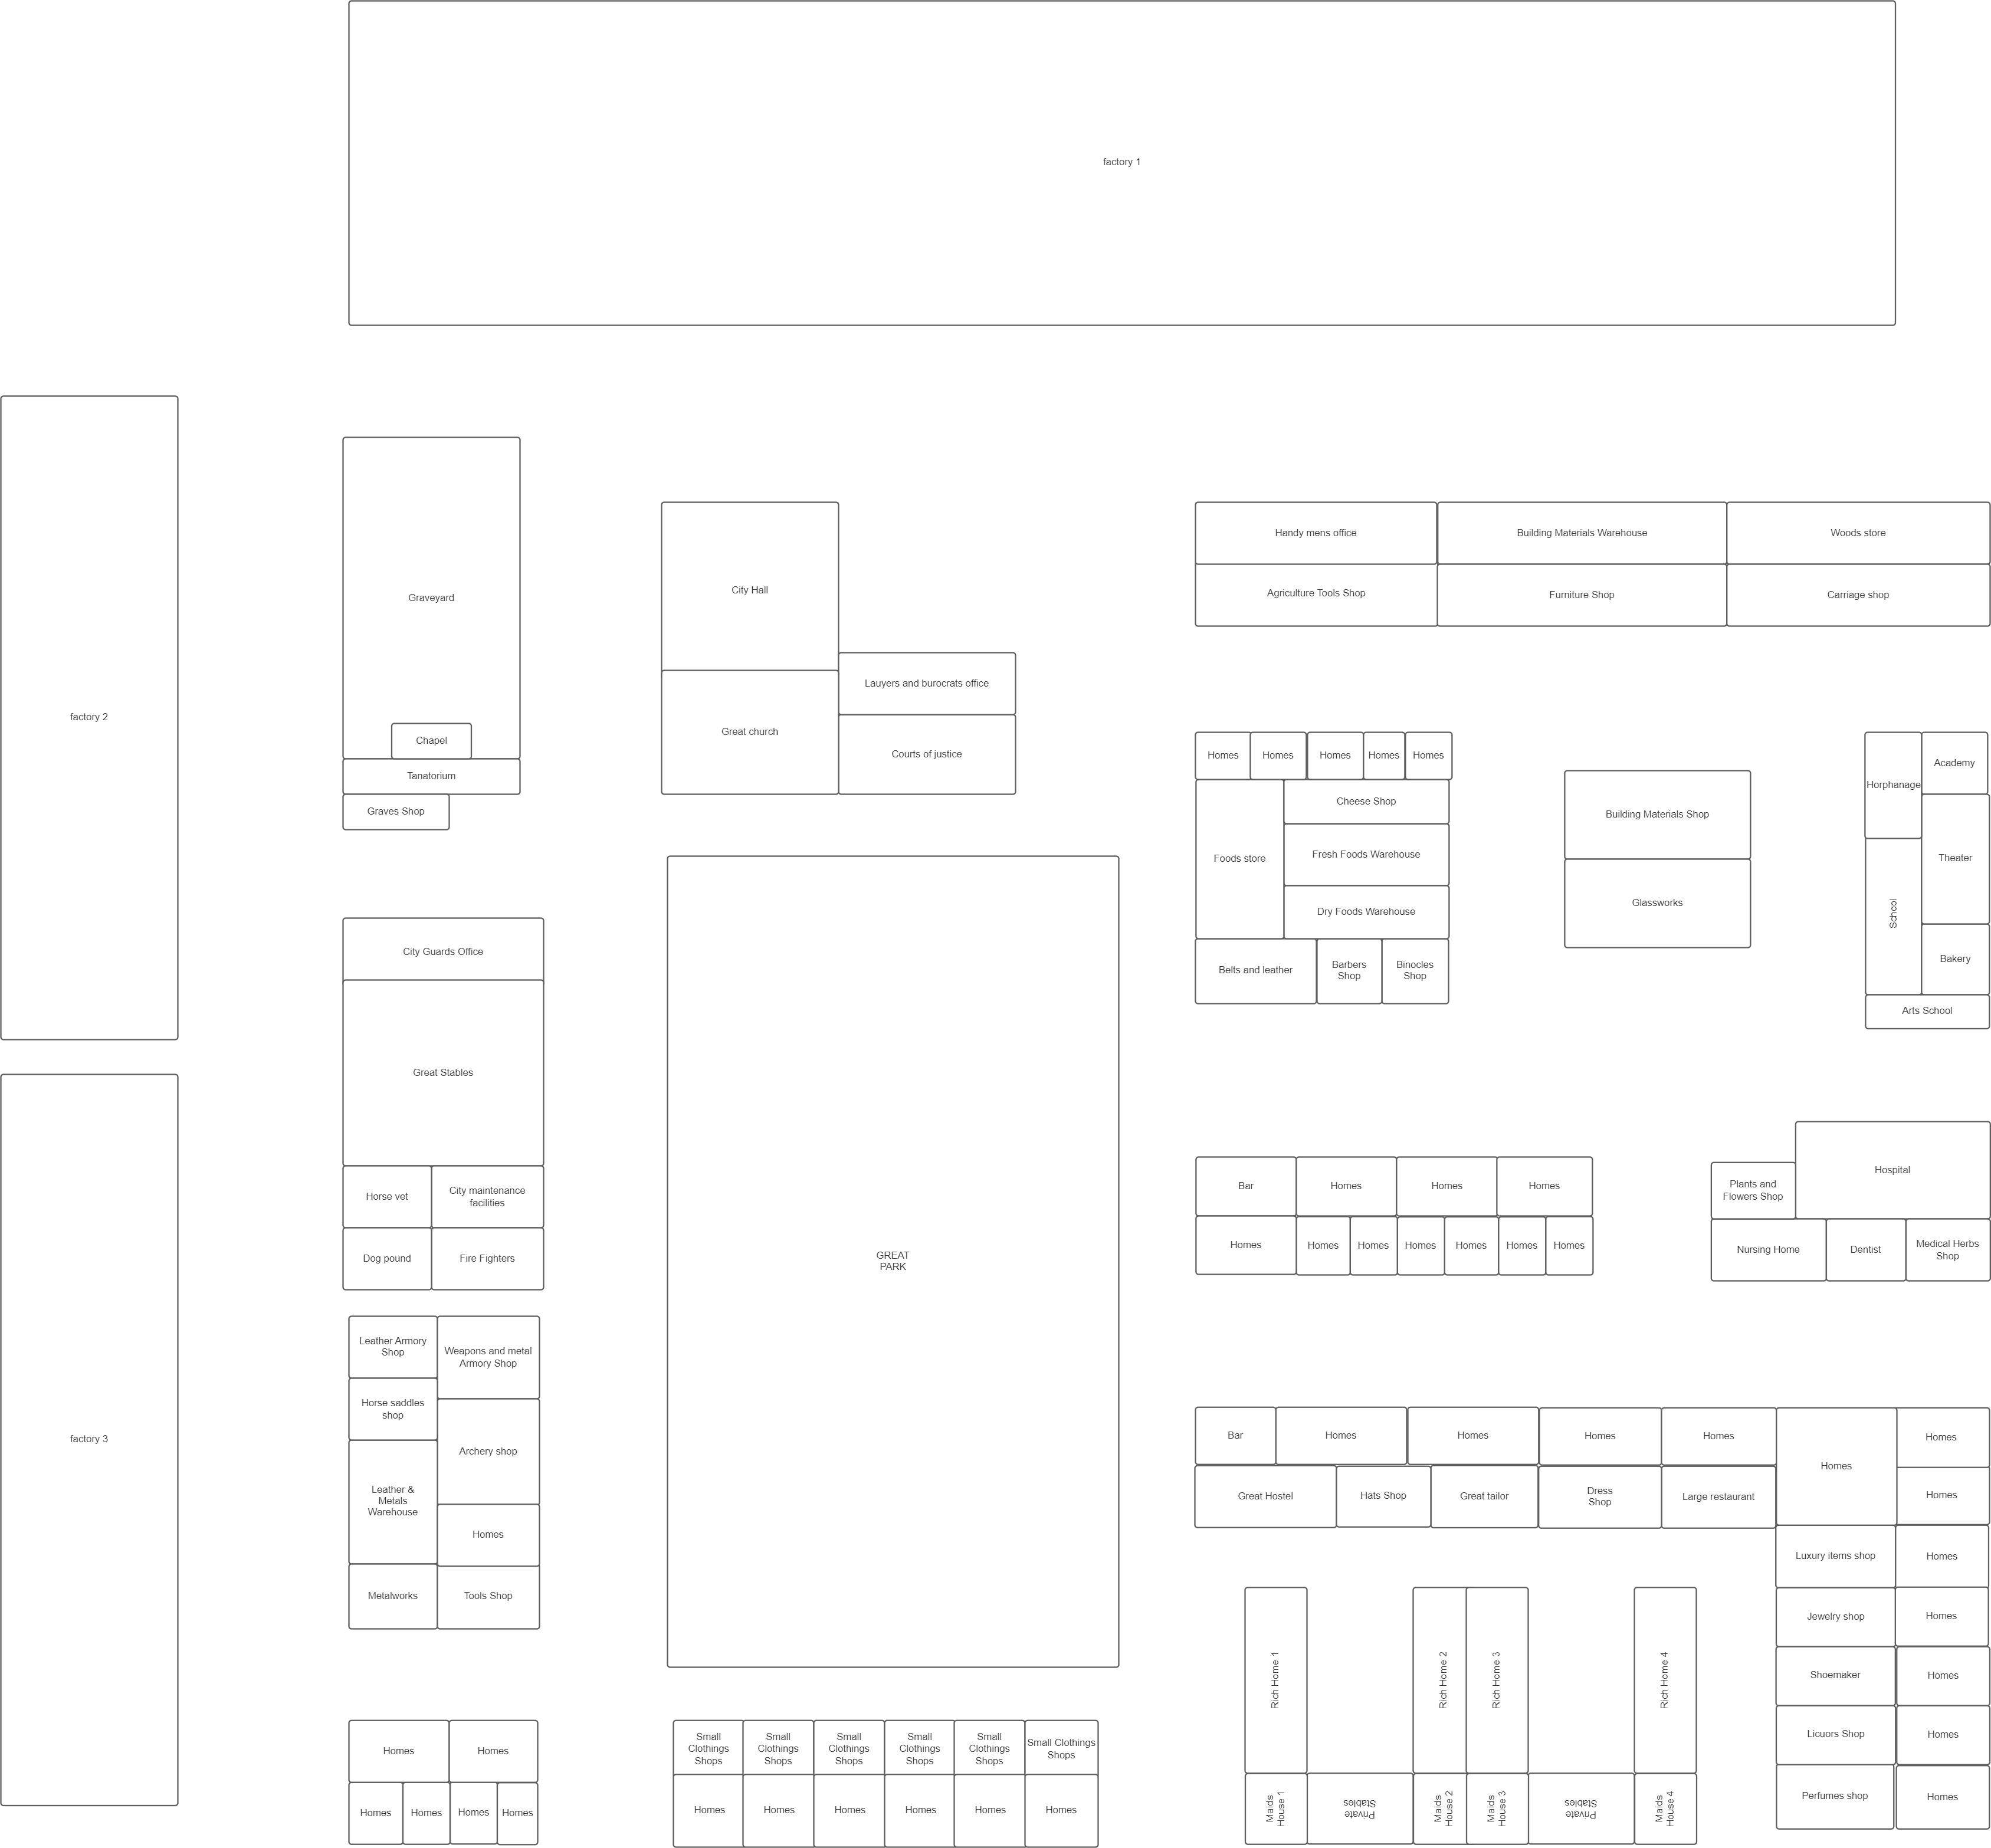 factory 1
factory 2
Graveyard
Chapel
Tanatorium
Graves Shop
City Hall
Great church
Lauyers and burocrats office
Courts of justice
Handy mens office
Building Materials Warehouse
Woods store
Agriculture Tools Shop
Furniture Shop
Carriage shop
Homes
Homes
Homes
Homes
Homes
Cheese Shop
Foods store
Fresh Foods Warehouse
Dry Foods Warehouse
Belts and leather
Barbers
Shop
Binocles
Shop
Building Materials Shop
Glassworks
Horphanage
Academy
Theater
School
Bakery
Arts School
factory 3
City Guards Office
Great Stables
Horse vet
City maintenance
facilities
Dog pound
Fire Fighters
Leather Armory
Shop
Weapons and metal
Armory Shop
Horse saddles
shop
Archery shop
Leather &
Metals
Warehouse
Homes
Metalworks
Tools Shop
Homes
Homes
Homes
Homes
Homes
Homes
GREAT
PARK
Small
Clothings
Shops
Small
Clothings
Shops
Small
Clothings
Shops
Small
Clothings
Shops
Small
Clothings
Shops
Small Clothings
Shops
Homes
Homes
Homes
Homes
Homes
Homes
Bar
Homes
Homes
Homes
Homes
Homes
Homes
Homes
Homes
Homes
Homes
Hospital
Plants and
Flowers Shop
Nursing Home
Dentist
Medical Herbs
Shop
Bar
Homes
Homes
Homes
Homes
Homes
Homes
Great Hostel
Hats Shop
Great tailor
Dress
Shop
Large restaurant
Homes
Luxury items shop
Homes
Jewelry shop
Homes
Shoemaker
Homes
Licuors Shop
Homes
Perfumes shop
Homes
Rich Home 1
Rich Home 2
Rich Home 3
Rich Home 4
Maids
House 1
Private
Stables
Maids
House 2
Maids
House 3
Private
Stables
Maids
House 4